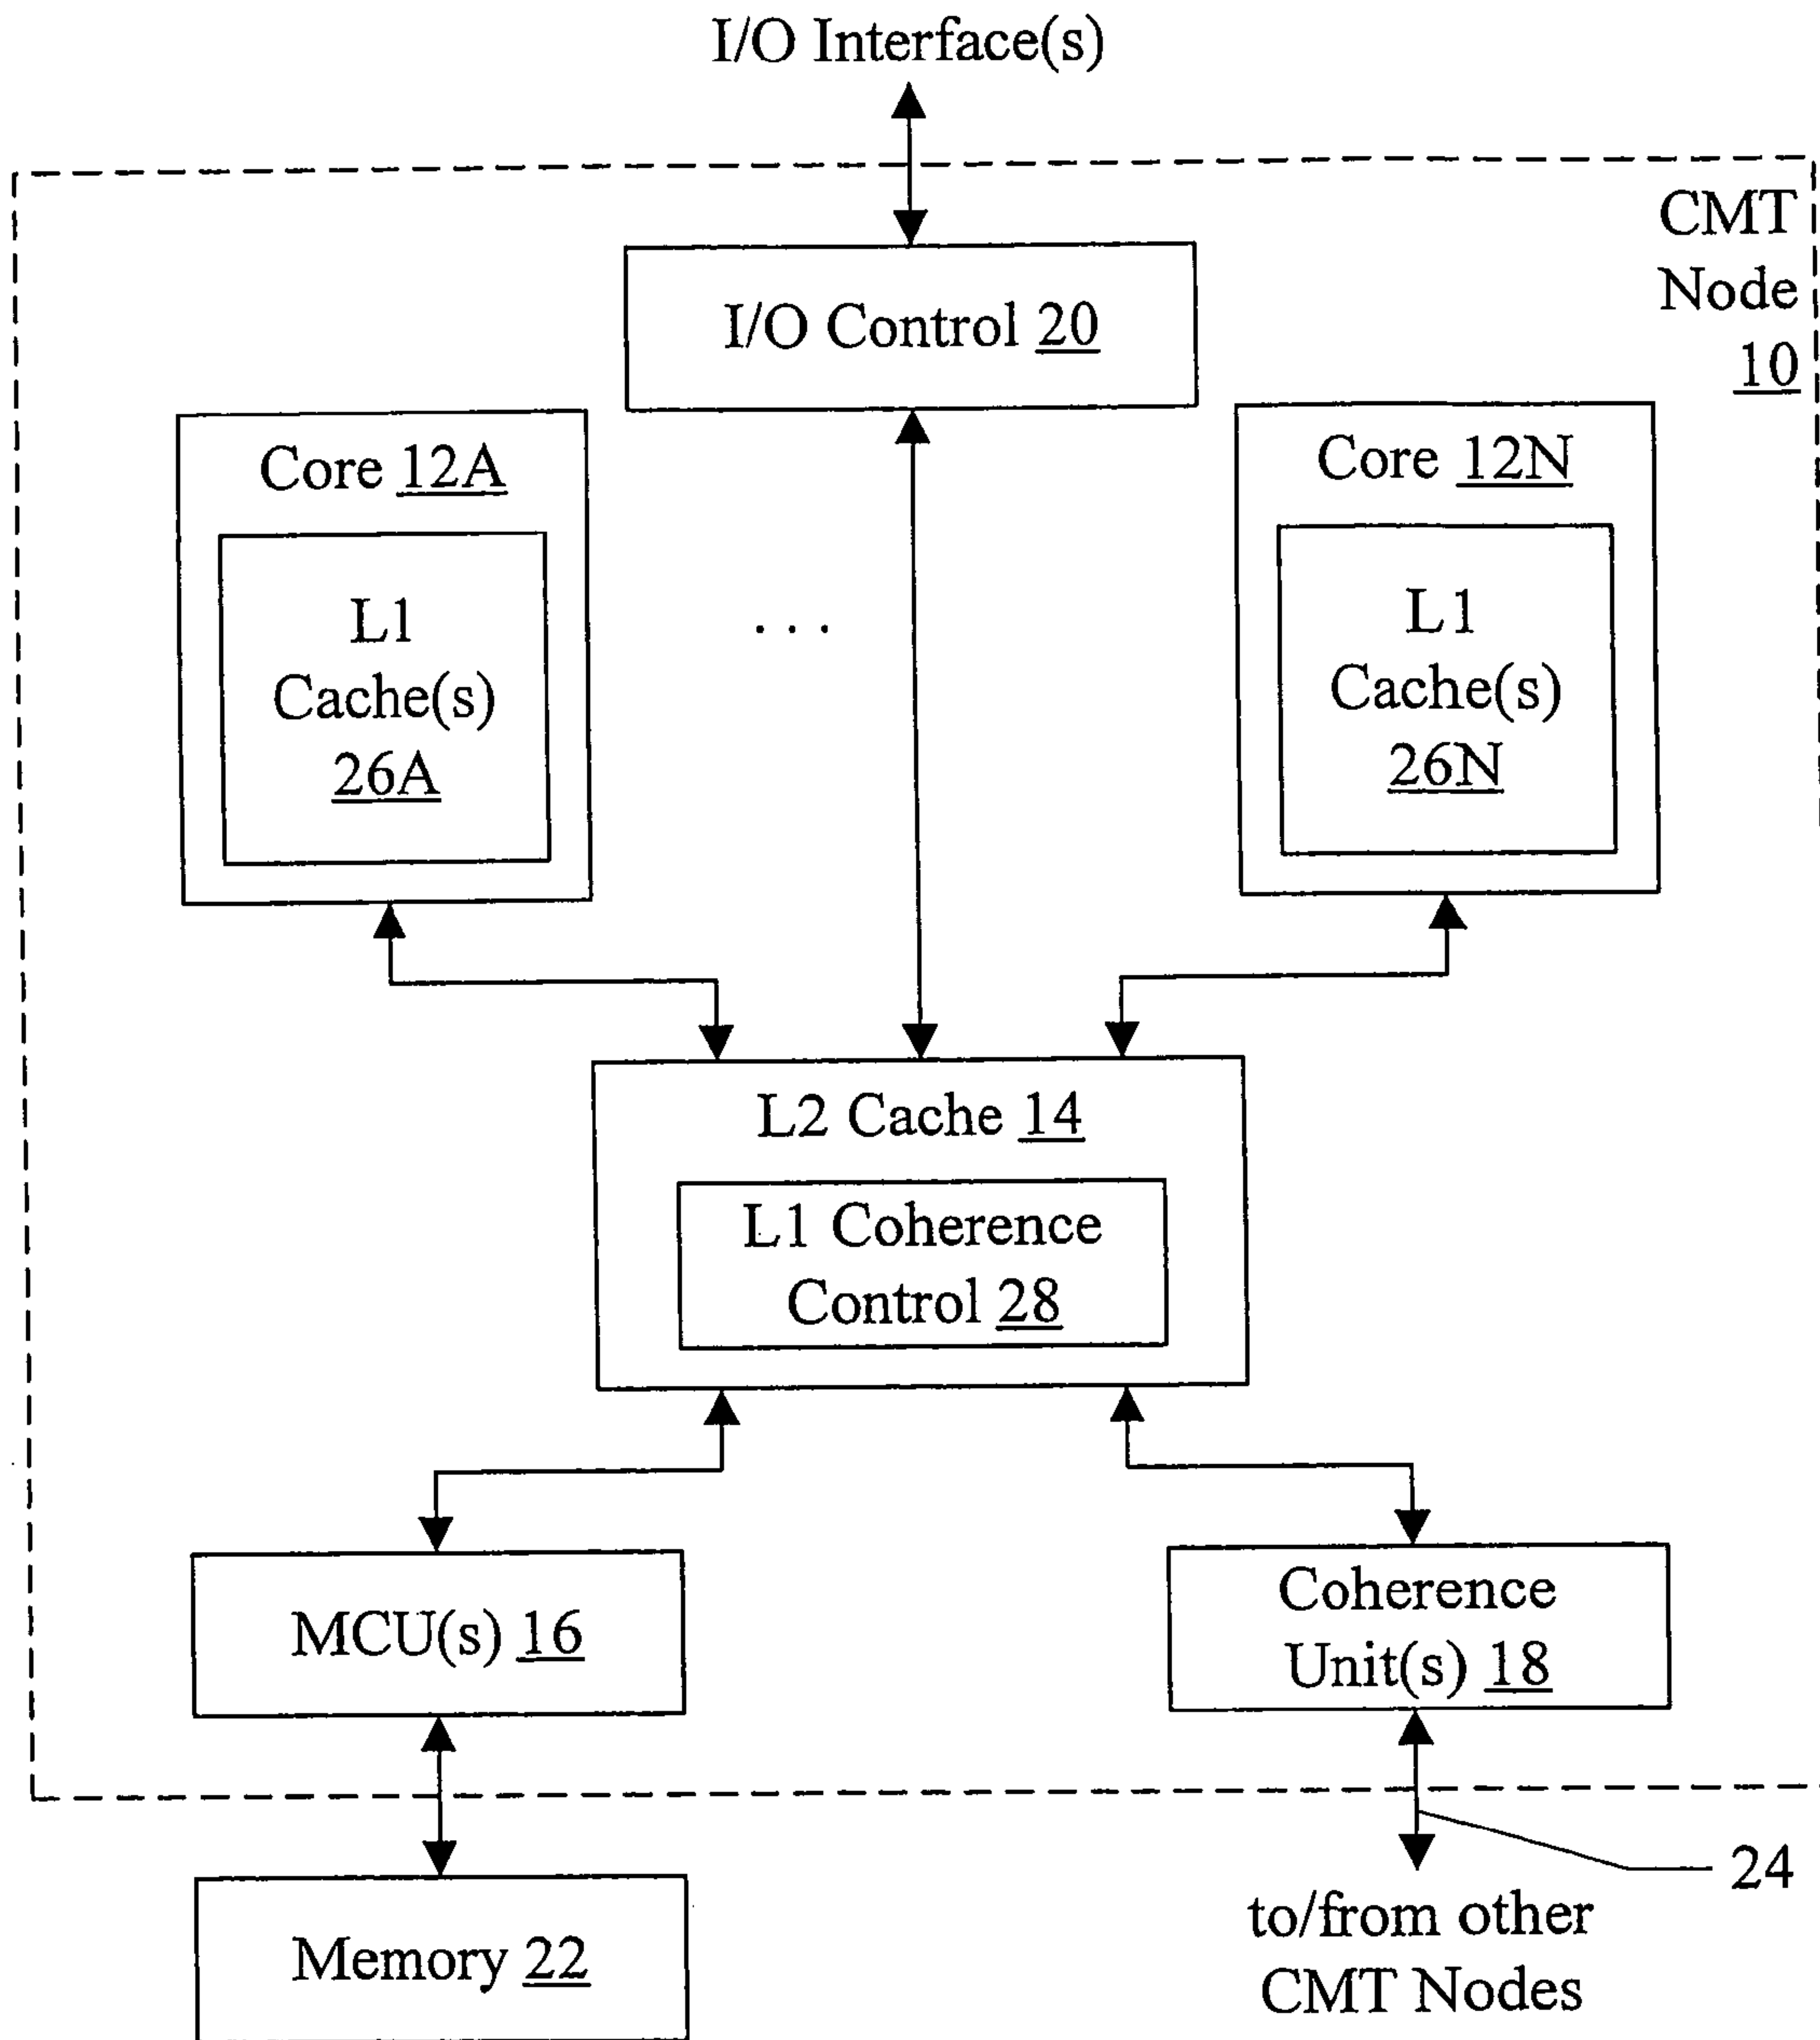 I/O Interface(s)
CMT
Node
10
I/O Control 20
Core 12A
L1
Cache(s)
26A
. . .
Core 12N
L1
Cache(s)
26N
L2 Cache 14
L1 Coherence
Control 28
MCU(s) 16
Coherence
Unit(s) 18
24
Memory 22
to/from other
CMT Nodes